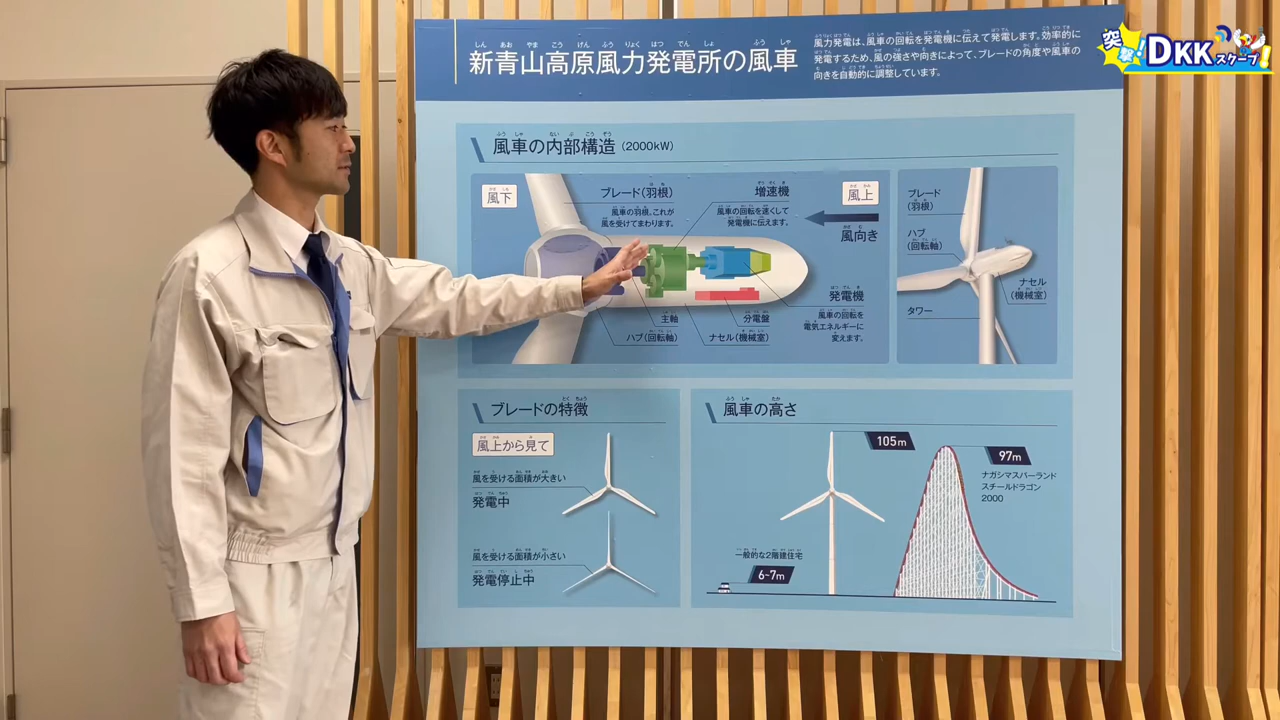 突撃!DKKつくりんスクープ!
新青山高原風力発電所の風車
風力発電は、風車の回転を発電機に伝えて発電します。効率的に
発電するため、風の強さや向きによって、ブレードの角度や風車の
向きを自動的に調整しています。
風車の内部構造(2000kW)
風下
ブレード(羽根)
風車の羽根。これが
風を受けてまわります。
増速機
風車の回転を速くして
発電機に伝えます。
風上
風向き
主軸
ハブ(回転軸)
分電盤
ナセル(機械室)
発電機
風車の回転を
電気エネルギーに
変えます。
ブレード
(羽根)
ハブ
(回転軸)
ナセル
(機械室)
タワー
ブレードの特徴
風上から見て
風を受ける面積が大きい
発電中
風を受ける面積が小さい
発電停止中
風車の高さ
105m
97m
ナガシマスパーランド
スチールドラゴン
2000
一般的な2階建住宅
6~7m